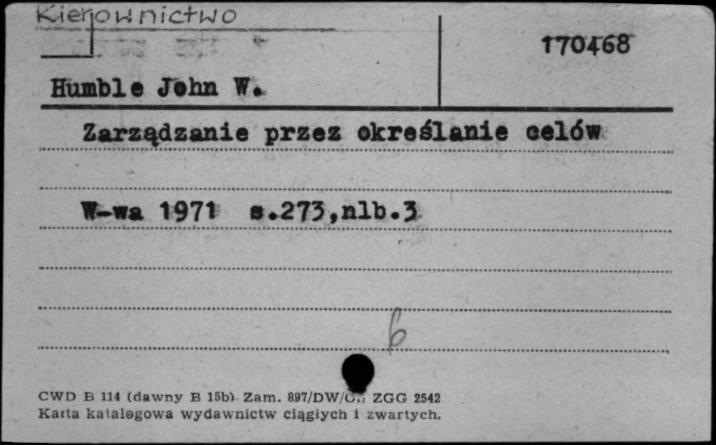 Kierownictwo
170468
Humble John W.
Zarządzanie przez określanie celów
W-wa 1971 s.273,nlb.3
6
CWD B 114 (dawny B 15b) Zam. 897/DW/ ZGG 2542
Karta katalogowa wydawnictw ciągłych i zwartych.